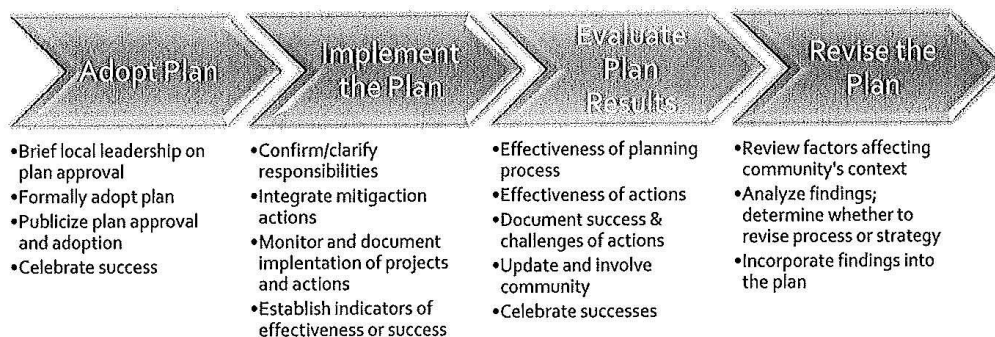 Adopt Plan
•Brief local leadership on
plan approval
•Formally adopt plan
•Publicize plan approval
and adoption
•Celebrate success
Implement
the Plan
•Confirm/clarify
responsibilities
•Integrate mitigaction
actions
•Monitor and document
implentation of projects
and actions
•Establish indicators of
effectiveness or success
Evaluate
Plan
Results
•Effectiveness of planning
process
•Effectiveness of actions
•Document success &
challenges of actions
•Update and involve
community
•Celebrate successes
Revise the
Plan
•Review factors affecting
community's context
•Analyze findings;
determine whether to
revise process or strategy
•Incorporate findings into
the plan